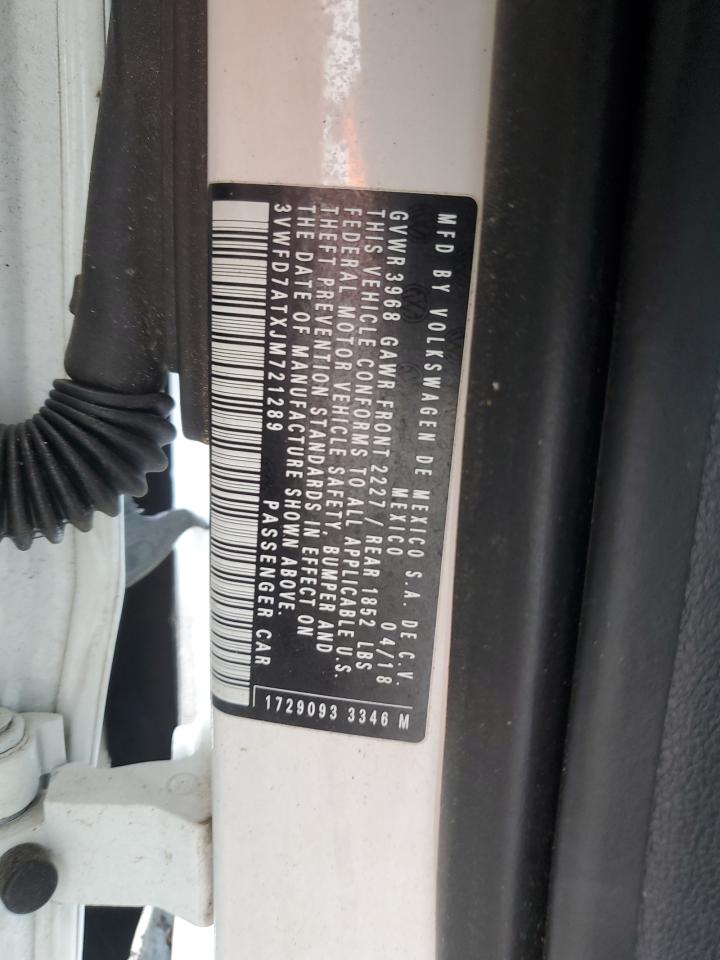 MFD BY VOLKSWAGEN DE MEXICO S.A. DE C.V.
MEXICO 04/18
GVWR 3968 GAWR FRONT 2227 / REAR 1852 LBS
THIS VEHICLE CONFORMS TO ALL APPLICABLE U.S.
FEDERAL MOTOR VEHICLE SAFETY, BUMPER AND
THEFT PREVENTION STANDARDS IN EFFECT ON
THE DATE OF MANUFACTURE SHOWN ABOVE.
3VWFD7ATXJM721289 PASSENGER CAR
1729093 3346 M